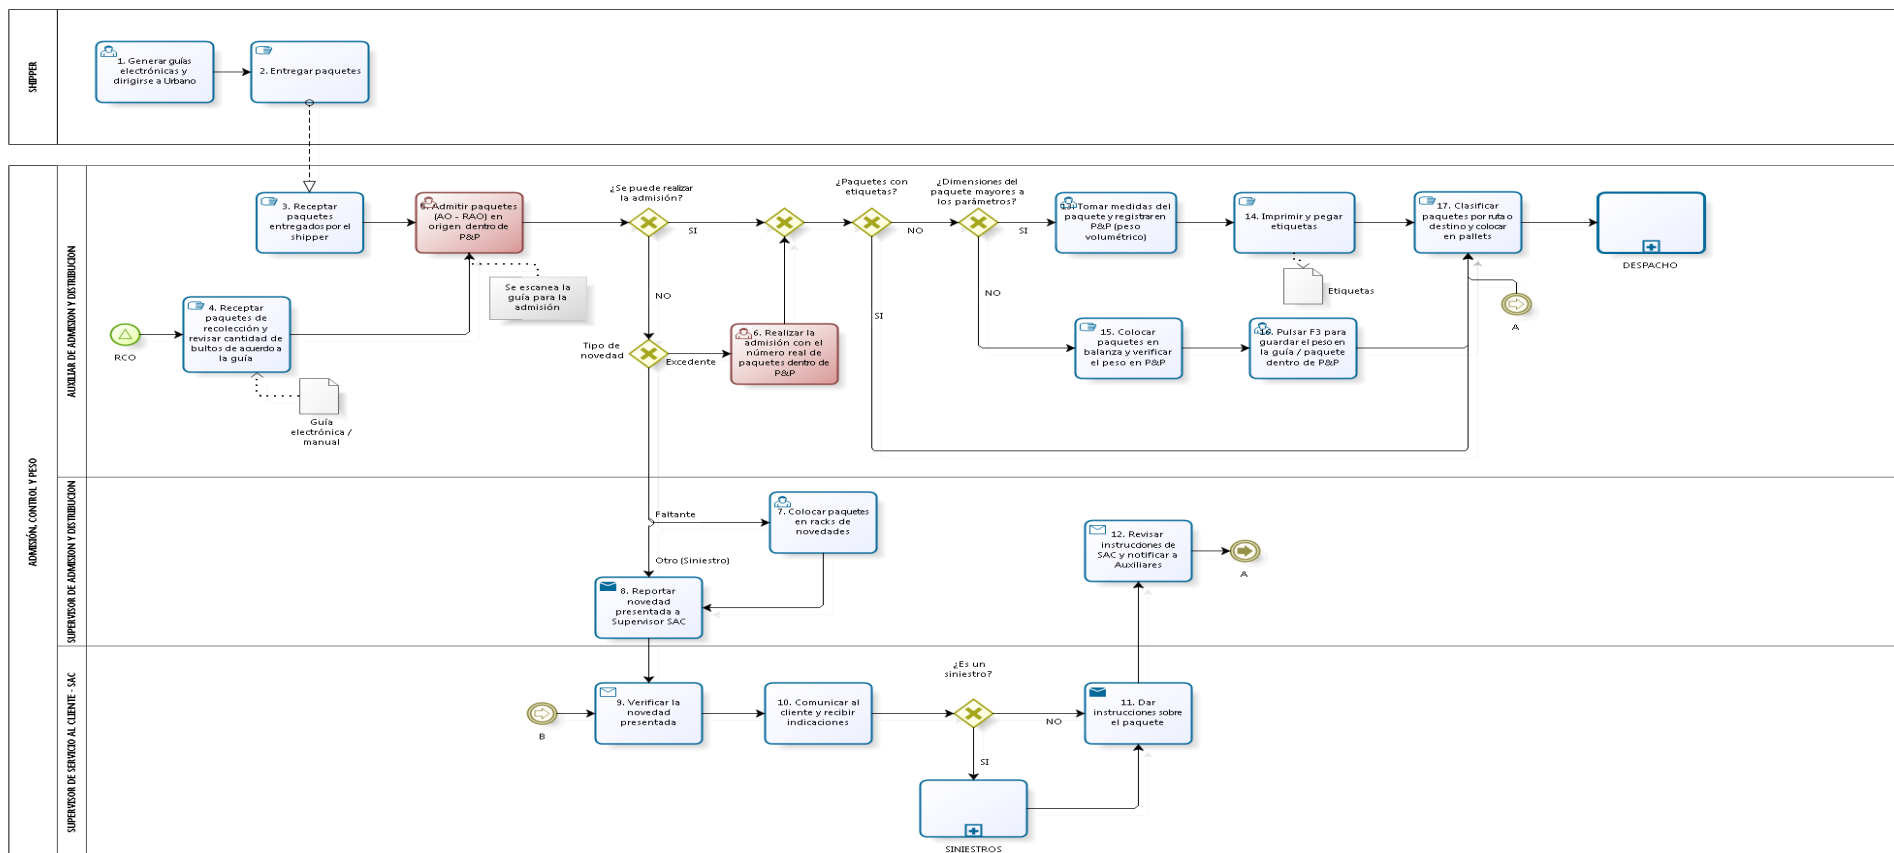 SHIPPER
1. Generar guías
electrónicas y
dirigirse a Urbano
2. Entregar paquetes
ADMISIÓN, CONTROL Y PESO
AUXILIAR DE ADMISION Y DISTRIBUCION
3. Receptar
paquetes
entregados por el
shipper
5. Admitir paquetes
(AO - RAO) en
origen dentro de
P&P
¿Se puede realizar
la admisión?
SI
NO
¿Paquetes con
etiquetas?
NO
SI
¿Dimensiones del
paquete mayores a
los parámetros?
SI
NO
13. Tomar medidas del
paquete y registrar en
P&P (peso
volumétrico)
14. Imprimir y pegar
etiquetas
Etiquetas
17. Clasificar
paquetes por ruta o
destino y colocar
en pallets
DESPACHO
A
Se escanea la
guía para la
admisión
RCO
4. Receptar
paquetes de
recolección y
revisar cantidad de
bultos de acuerdo a
la guía
Guía
electrónica /
manual
Tipo de
novedad
Excedente
6. Realizar la
admisión con el
número real de
paquetes dentro de
P&P
15. Colocar
paquetes en
balanza y verificar
el peso en P&P
16. Pulsar F3 para
guardar el peso en
la guía / paquete
dentro de P&P
SUPERVISOR DE ADMISION Y DISTRIBUCION
Faltante
7. Colocar paquetes
en racks de
novedades
Otro (Siniestro)
8. Reportar
novedad
presentada a
Supervisor SAC
12. Revisar
instrucciones de
SAC y notificar a
Auxiliares
A
SUPERVISOR DE SERVICIO AL CLIENTE - SAC
B
9. Verificar la
novedad
presentada
10. Comunicar al
cliente y recibir
indicaciones
¿Es un
siniestro?
NO
SI
11. Dar
instrucciones sobre
el paquete
SINIESTROS